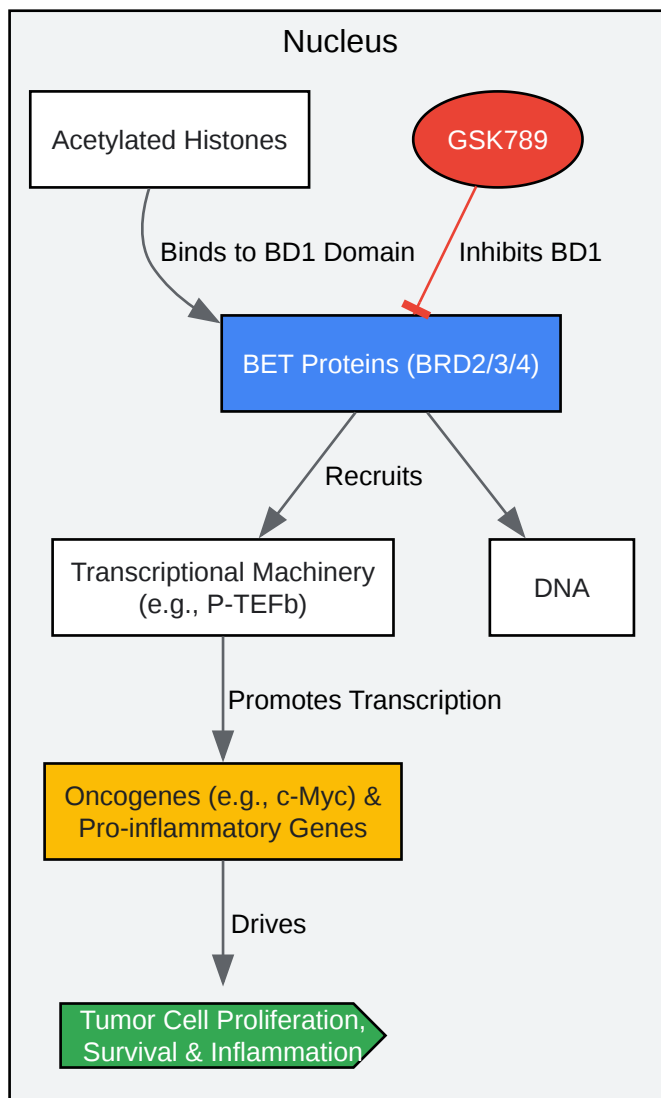 Nucleus
Acetylated Histones
GSK789
Binds to BD1 Domain
Inhibits BD1
BET Proteins (BRD2/3/4)
Recruits
Transcriptional Machinery
(e.g., P-TEFb)
DNA
Promotes Transcription
Oncogenes (e.g., c-Myc) &
Pro-inflammatory Genes
Drives
Tumor Cell Proliferation,
Survival & Inflammation